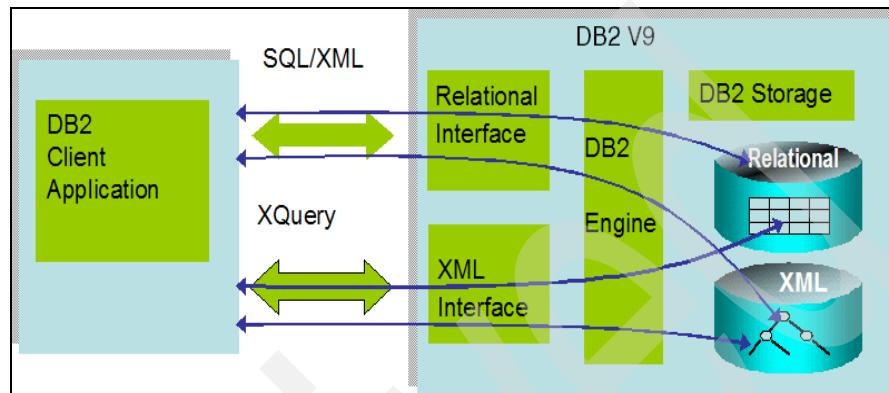 DB2 V9
SQL/XML
DB2
Client
Application
XQuery
Relational
Interface
XML
Interface
DB2
Engine
DB2 Storage
Relational
XML